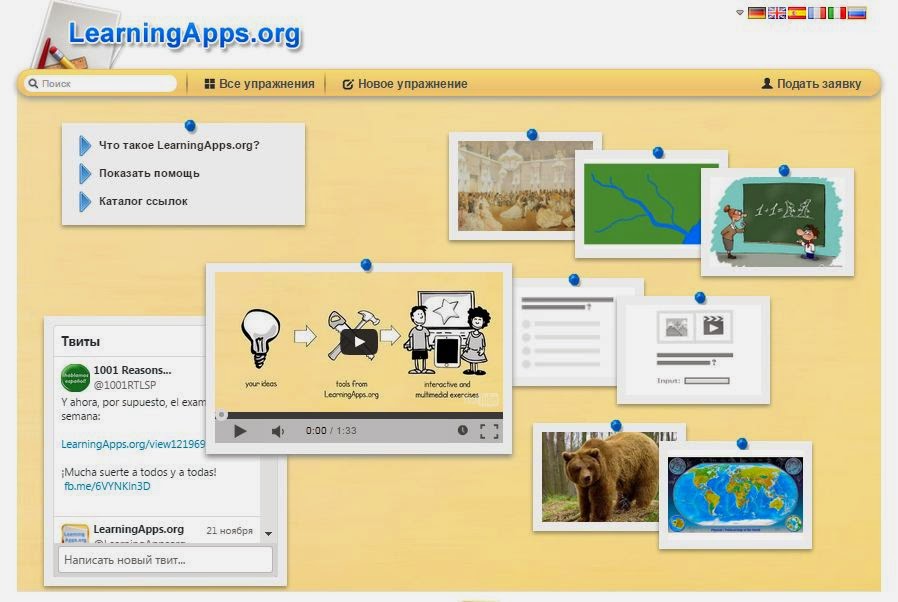 LearningApps.org
Поиск
Все упражнения
Новое упражнение
Подать заявку
Что такое LearningApps.org?
Показать помощь
Каталог ссылок
1+1=
your ideas
tools from
LearningApps.org
interactive and
multimedial exercises
0:00 / 1:33
?
?
Input:
Твиты
1001 Reasons...
@1001RTLSP
Y ahora, por supuesto, el exam
semana:
LearningApps.org/view121969
¡Mucha suerte a todos y a todas!
fb.me/6VYNKln3D
LearningApps.org
21 ноября
Написать новый твит...